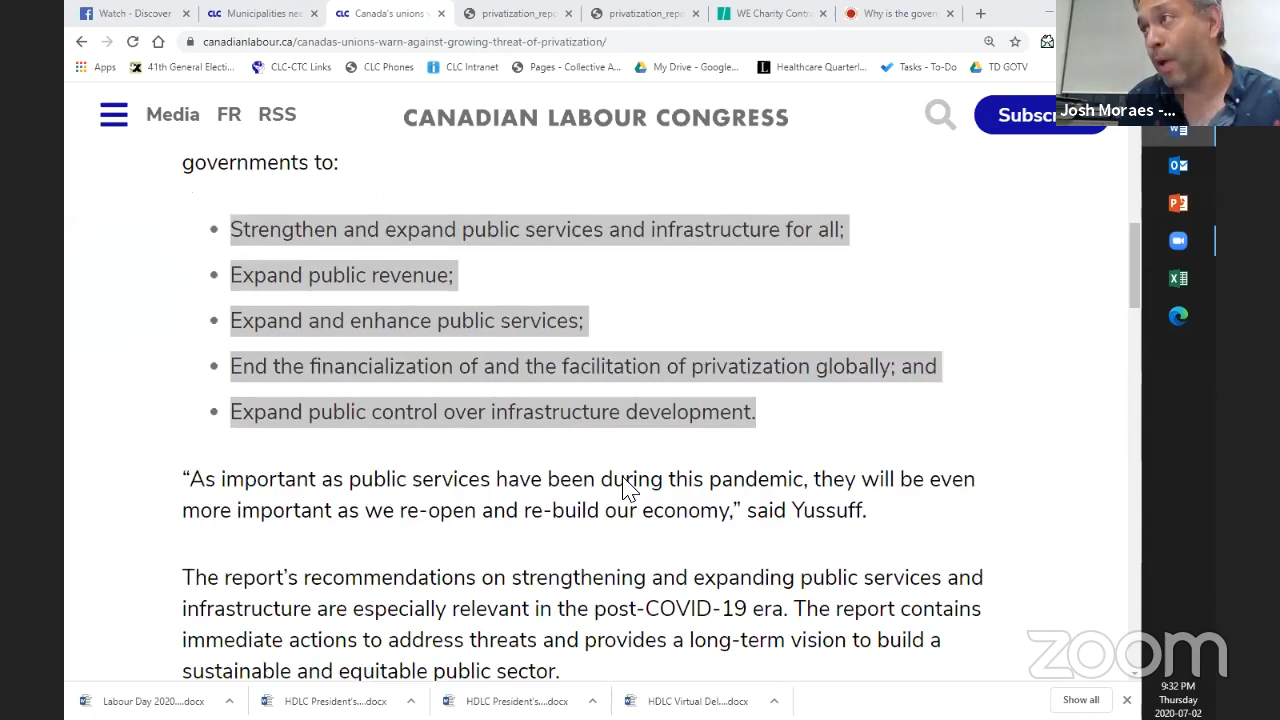 Watch - Discover
Municipalities nee
Canada's unions w
privatization_repo
privatization_repo
WE Charity Contr
Why is the gover
canadianlabour.ca/canadas-unions-warn-against-growing-threat-of-privatization/
Apps
41th General Electi...
CLC-CTC Links
CLC Phones
CLC Intranet
Pages - Collective A...
My Drive - Google...
Healthcare Quarterl...
Tasks - To-Do
TD GOTV
Josh Moraes -...
Media FR RSS
CANADIAN LABOUR CONGRESS
Subsc
governments to:
• Strengthen and expand public services and infrastructure for all;
• Expand public revenue;
• Expand and enhance public services;
• End the financialization of and the facilitation of privatization globally; and
• Expand public control over infrastructure development.
“As important as public services have been during this pandemic, they will be even
more important as we re-open and re-build our economy,” said Yussuff.
The report’s recommendations on strengthening and expanding public services and
infrastructure are especially relevant in the post-COVID-19 era. The report contains
immediate actions to address threats and provides a long-term vision to build a
sustainable and equitable public sector.
zoom
Labour Day 2020....docx
HDLC President's....docx
HDLC President's....docx
HDLC Virtual Del....docx
Show all
9:32 PM
Thursday
2020-07-02